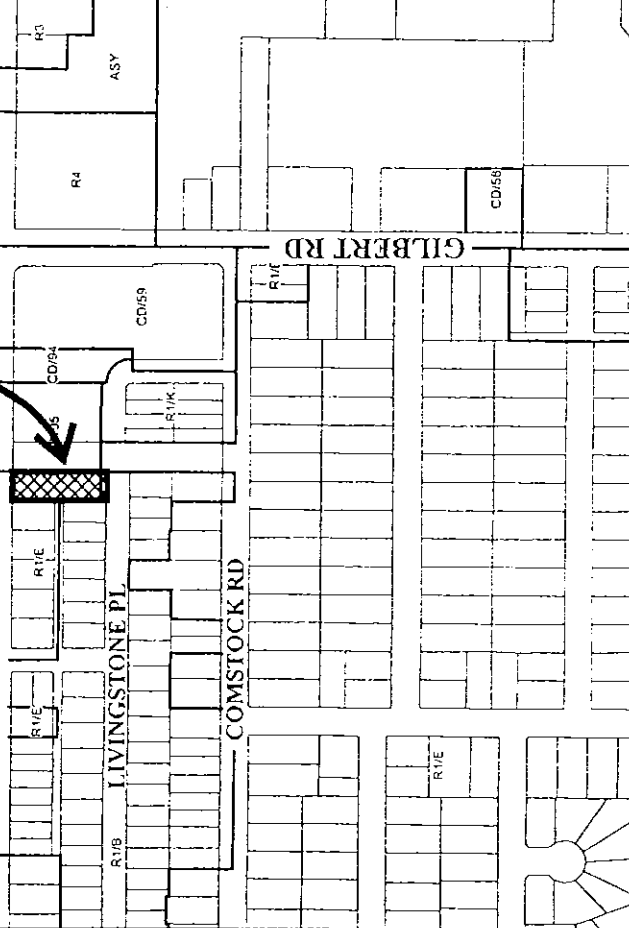 R3
ASY
R4
CD/58
GILBERT RD
R1/E
CD/59
CD/94
R1/K
R1/E
LIVINGSTONE PL
COMSTOCK RD
R1/E
R1/E
R1/B